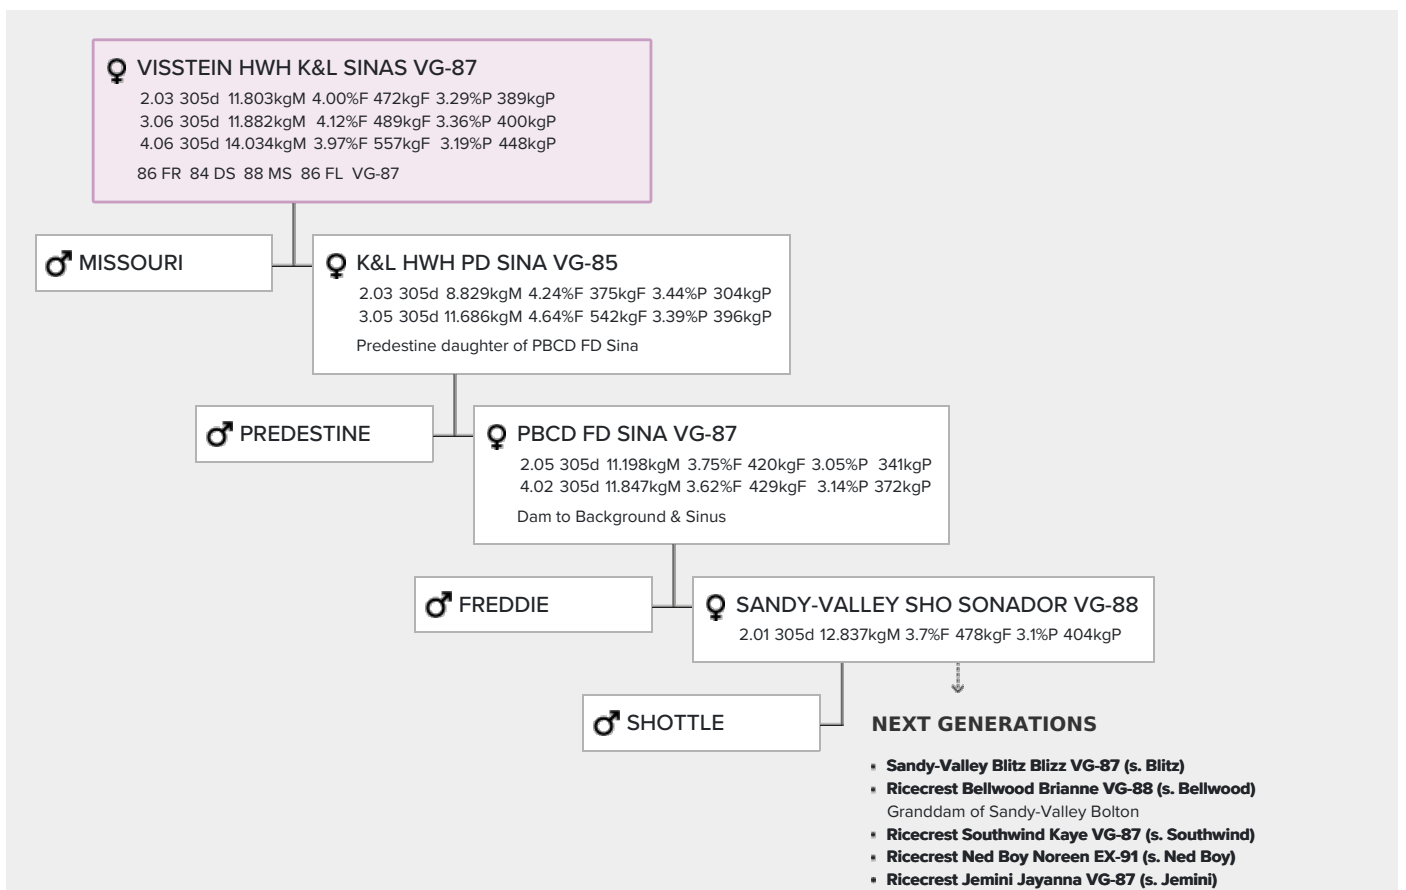 VISSTEIN HWH K&L SINAS VG-87
2.03 305d 11.803kgM 4.00%F 472kgF 3.29%P 389kgP
3.06 305d 11.882kgM 4.12%F 489kgF 3.36%P 400kgP
4.06 305d 14.034kgM 3.97%F 557kgF 3.19%P 448kgP
86 FR 84 DS 88 MS 86 FL VG-87
MISSOURI
K&L HWH PD SINA VG-85
2.03 305d 8.829kgM 4.24%F 375kgF 3.44%P 304kgP
3.05 305d 11.686kgM 4.64%F 542kgF 3.39%P 396kgP
Predestine daughter of PBCD FD Sina
PREDESTINE
PBCD FD SINA VG-87
2.05 305d 11.198kgM 3.75%F 420kgF 3.05%P 341kgP
4.02 305d 11.847kgM 3.62%F 429kgF 3.14%P 372kgP
Dam to Background & Sinus
FREDDIE
SANDY-VALLEY SHO SONADOR VG-88
2.01 305d 12.837kgM 3.7%F 478kgF 3.1%P 404kgP
SHOTTLE
NEXT GENERATIONS
▪ Sandy-Valley Blitz Blizz VG-87 (s. Blitz)
▪ Ricecrest Bellwood Brianne VG-88 (s. Bellwood)
Granddam of Sandy-Valley Bolton
▪ Ricecrest Southwind Kaye VG-87 (s. Southwind)
▪ Ricecrest Ned Boy Noreen EX-91 (s. Ned Boy)
▪ Ricecrest Jemini Jayanna VG-87 (s. Jemini)